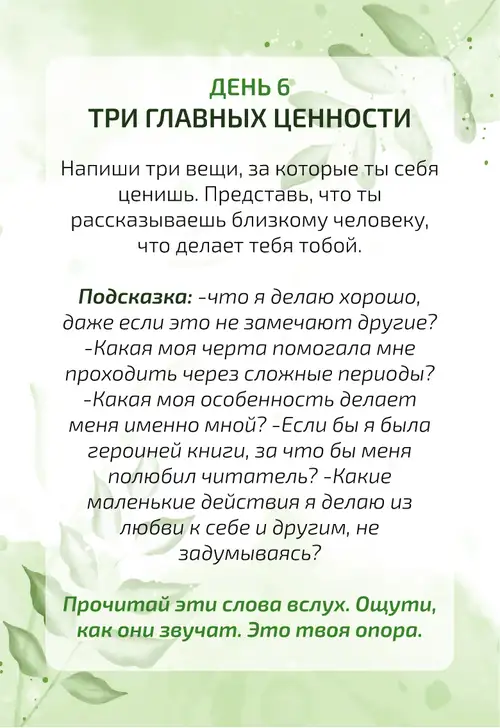 ДЕНЬ 6
ТРИ ГЛАВНЫХ ЦЕННОСТИ
Напиши три вещи, за которые ты себя
ценишь. Представь, что ты
рассказываешь близкому человеку,
что делает тебя тобой.
Подсказка: -что я делаю хорошо,
даже если это не замечают другие?
-Какая моя черта помогала мне
проходить через сложные периоды?
-Какая моя особенность делает
меня именно мной? -Если бы я была
героиней книги, за что бы меня
полюбил читатель? -Какие
маленькие действия я делаю из
любви к себе и другим, не
задумываясь?
Прочитай эти слова вслух. Ощути,
как они звучат. Это твоя опора.